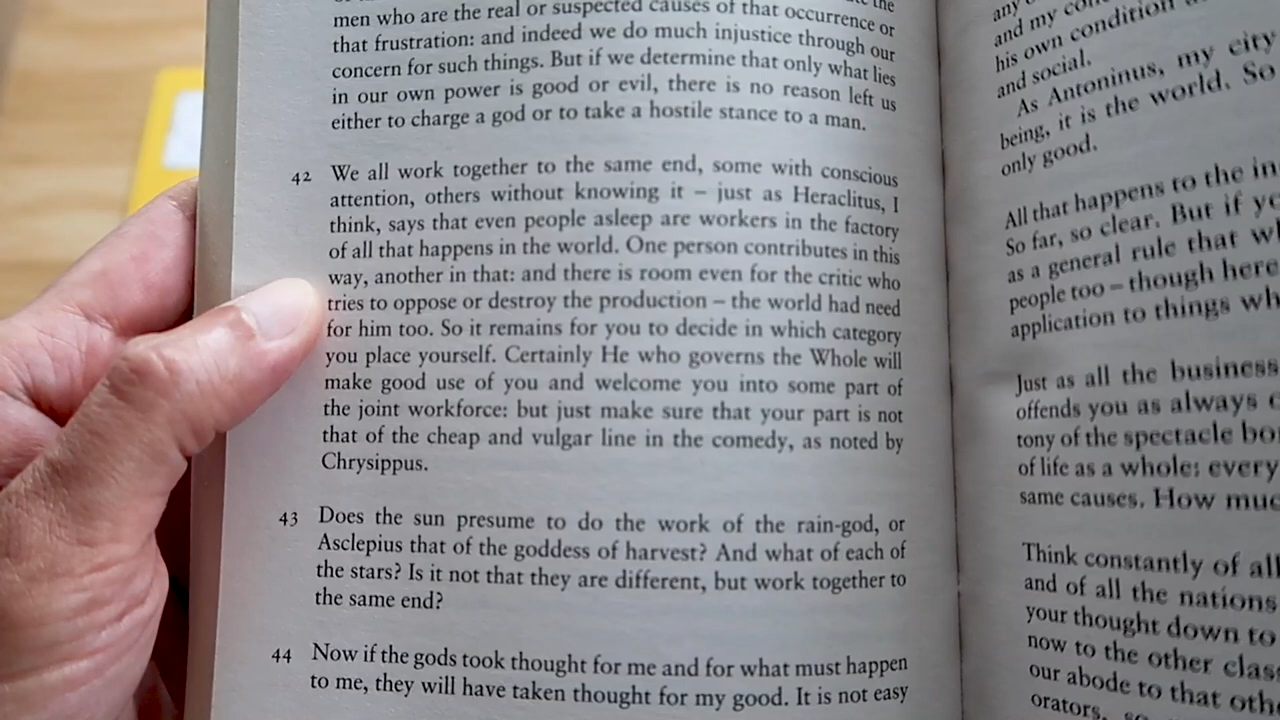 the
men who are the real or suspected causes of that occurrence or
that frustration: and indeed we do much injustice through our
concern for such things. But if we determine that only what lies
in our own power is good or evil, there is no reason left us
either to charge a god or to take a hostile stance to a man.
42 We all work together to the same end, some with conscious
attention, others without knowing it – just as Heraclitus, I
think, says that even people asleep are workers in the factory
of all that happens in the world. One person contributes in this
way, another in that: and there is room even for the critic who
tries to oppose or destroy the production – the world had need
for him too. So it remains for you to decide in which category
you place yourself. Certainly He who governs the Whole will
make good use of you and welcome you into some part of
the joint workforce: but just make sure that your part is not
that of the cheap and vulgar line in the comedy, as noted by
Chrysippus.
43 Does the sun presume to do the work of the rain-god, or
Asclepius that of the goddess of harvest? And what of each of
the stars? Is it not that they are different, but work together to
the same end?
44 Now if the gods took thought for me and for what must happen
to me, they will have taken thought for my good. It is not easy
any
and my
his own condition
and social.
As Antoninus, my city
being, it is the world. So
only good.
All that happens to the
So far, so clear. But if
as a general rule that
people too – though here
application to things
Just as all the business
offends you as always
tony of the spectacle
of life as a whole: every
same causes. How
Think constantly of
and of all the nations
your thought down to
now to the other
our abode to that
orators,